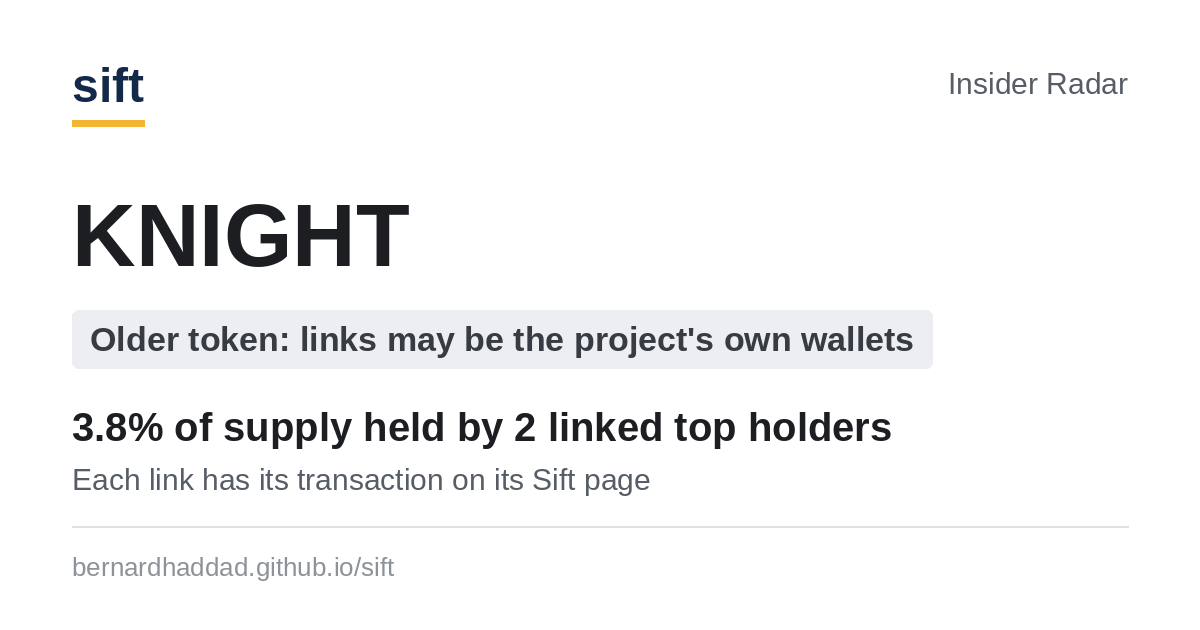 sift
Insider Radar
KNIGHT
Older token: links may be the project's own wallets
3.8% of supply held by 2 linked top holders
Each link has its transaction on its Sift page
bernardhaddad.github.io/sift